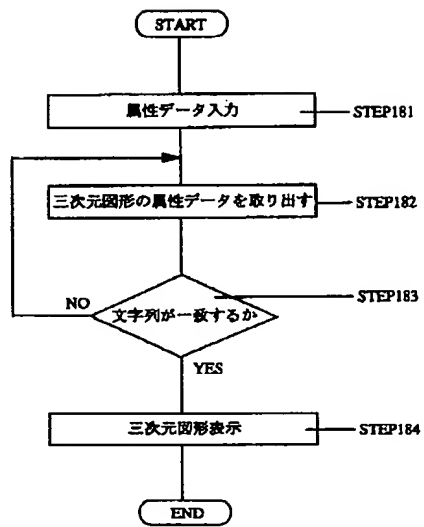 START
属性データ入力
STEP181
三次元図形の属性データを取り出す
STEP182
文字列が一致するか
STEP183
NO
YES
三次元図形表示
STEP184
END